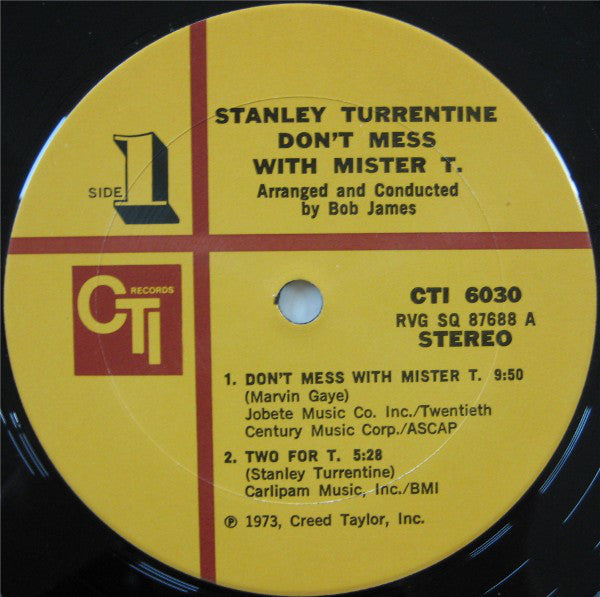 STANLEY TURRENTINE
DON'T MESS
WITH MISTER T.
Arranged and Conducted
by Bob James
SIDE 1
CTI RECORDS
CTI 6030
RVG SQ 87688 A
STEREO
1. DON'T MESS WITH MISTER T. 9:50
(Marvin Gaye)
Jobete Music Co. Inc./Twentieth
Century Music Corp./ASCAP
2. TWO FOR T. 5:28
(Stanley Turrentine)
Carlipam Music, Inc./BMI
℗ 1973, Creed Taylor, Inc.